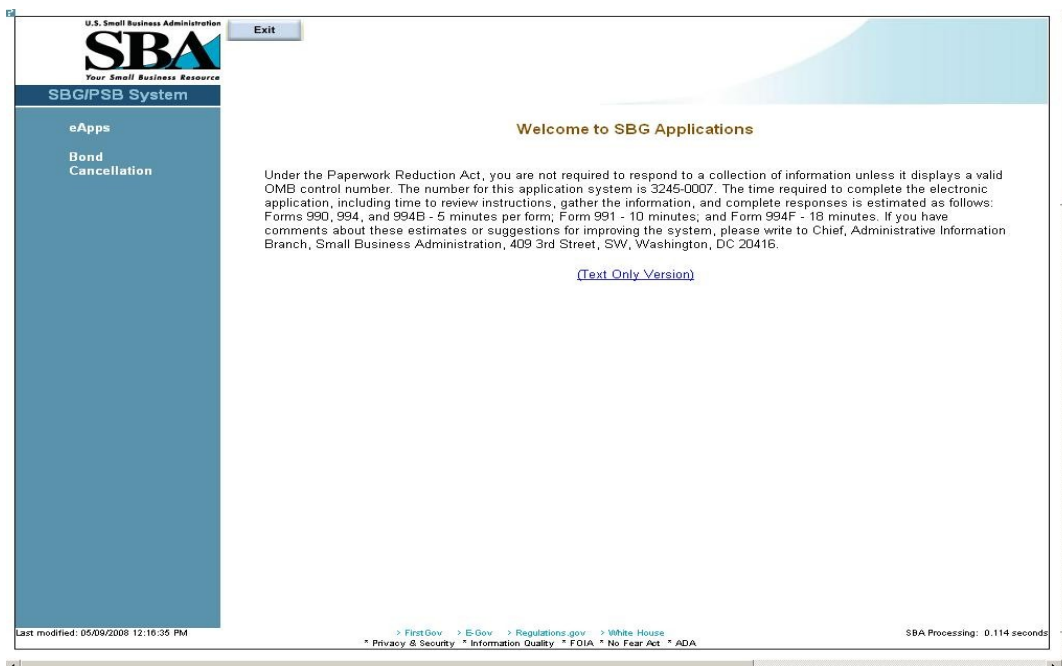 U.S. Small Business Administration
SBA
Your Small Business Resource
Exit
SBG/PSB System
eApps
Bond
Cancellation
Welcome to SBG Applications
Under the Paperwork Reduction Act, you are not required to respond to a collection of information unless it displays a valid
OMB control number. The number for this application system is 3245-0007. The time required to complete the electronic
application, including time to review instructions, gather the information, and complete responses is estimated as follows:
Forms 990, 994, and 994B - 5 minutes per form; Form 991 - 10 minutes; and Form 994F - 18 minutes. If you have
comments about these estimates or suggestions for improving the system, please write to Chief, Administrative Information
Branch, Small Business Administration, 409 3rd Street, SW, Washington, DC 20416.
(Text Only Version)
Last modified: 05/09/2008 12:16:35 PM
> FirstGov > E-Gov > Regulations.gov > White House
* Privacy & Security * Information Quality * FOIA * No Fear Act * ADA
SBA Processing: 0.114 seconds